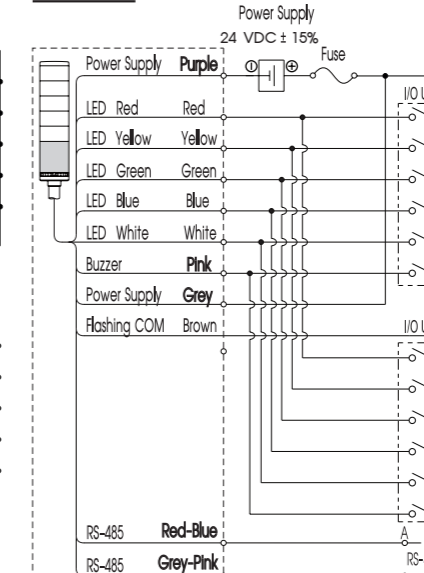 Power Supply
24 VDC ± 15%
Fuse
Power Supply Purple
I/O U
LED Red Red
LED Yellow Yellow
LED Green Green
LED Blue Blue
LED White White
Buzzer Pink
Power Supply Grey
Flashing COM Brown I/O U
RS-485 Red-Blue A
RS-485 Grey-Pink RS-